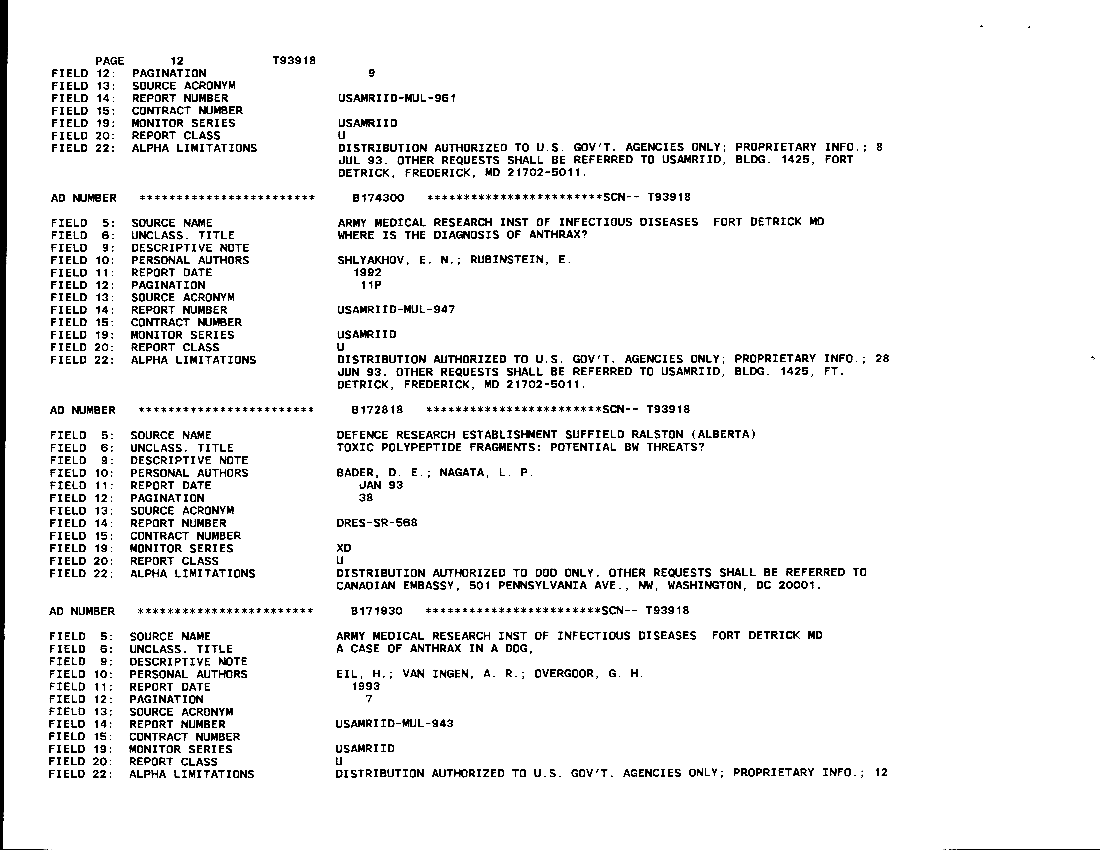 PAGE 12 T93918
FIELD 12: PAGINATION 9
FIELD 13: SOURCE ACRONYM
FIELD 14: REPORT NUMBER USAMRIID-MUL-961
FIELD 15: CONTRACT NUMBER
FIELD 19: MONITOR SERIES USAMRIID
FIELD 20: REPORT CLASS U
FIELD 22: ALPHA LIMITATIONS DISTRIBUTION AUTHORIZED TO U.S. GOV'T. AGENCIES ONLY; PROPRIETARY INFO.; 8
JUL 93. OTHER REQUESTS SHALL BE REFERRED TO USAMRIID, BLDG. 1425, FORT
DETRICK, FREDERICK, MD 21702-5011.
AD NUMBER ************************ B174300 ************************SCN-- T93918
FIELD 5: SOURCE NAME ARMY MEDICAL RESEARCH INST OF INFECTIOUS DISEASES FORT DETRICK MD
FIELD 6: UNCLASS. TITLE WHERE IS THE DIAGNOSIS OF ANTHRAX?
FIELD 9: DESCRIPTIVE NOTE
FIELD 10: PERSONAL AUTHORS SHLYAKHOV, E. N.; RUBINSTEIN, E.
FIELD 11: REPORT DATE 1992
FIELD 12: PAGINATION 11P
FIELD 13: SOURCE ACRONYM
FIELD 14: REPORT NUMBER USAMRIID-MUL-947
FIELD 15: CONTRACT NUMBER
FIELD 19: MONITOR SERIES USAMRIID
FIELD 20: REPORT CLASS U
FIELD 22: ALPHA LIMITATIONS DISTRIBUTION AUTHORIZED TO U.S. GOV'T. AGENCIES ONLY; PROPRIETARY INFO.; 28
JUN 93. OTHER REQUESTS SHALL BE REFERRED TO USAMRIID, BLDG. 1425, FT.
DETRICK, FREDERICK, MD 21702-5011.
AD NUMBER ************************ B172818 ************************SCN-- T93918
FIELD 5: SOURCE NAME DEFENCE RESEARCH ESTABLISHMENT SUFFIELD RALSTON (ALBERTA)
FIELD 6: UNCLASS. TITLE TOXIC POLYPEPTIDE FRAGMENTS: POTENTIAL BW THREATS?
FIELD 9: DESCRIPTIVE NOTE
FIELD 10: PERSONAL AUTHORS BADER, D. E.; NAGATA, L. P.
FIELD 11: REPORT DATE JAN 93
FIELD 12: PAGINATION 38
FIELD 13: SOURCE ACRONYM
FIELD 14: REPORT NUMBER DRES-SR-568
FIELD 15: CONTRACT NUMBER
FIELD 19: MONITOR SERIES XD
FIELD 20: REPORT CLASS U
FIELD 22: ALPHA LIMITATIONS DISTRIBUTION AUTHORIZED TO DOD ONLY. OTHER REQUESTS SHALL BE REFERRED TO
CANADIAN EMBASSY, 501 PENNSYLVANIA AVE., NW, WASHINGTON, DC 20001.
AD NUMBER ************************ B171930 ************************SCN-- T93918
FIELD 5: SOURCE NAME ARMY MEDICAL RESEARCH INST OF INFECTIOUS DISEASES FORT DETRICK MD
FIELD 6: UNCLASS. TITLE A CASE OF ANTHRAX IN A DOG,
FIELD 9: DESCRIPTIVE NOTE
FIELD 10: PERSONAL AUTHORS EIL, H.; VAN INGEN, A. R.; OVERGOOR, G. H.
FIELD 11: REPORT DATE 1993
FIELD 12: PAGINATION 7
FIELD 13: SOURCE ACRONYM
FIELD 14: REPORT NUMBER USAMRIID-MUL-943
FIELD 15: CONTRACT NUMBER
FIELD 19: MONITOR SERIES USAMRIID
FIELD 20: REPORT CLASS U
FIELD 22: ALPHA LIMITATIONS DISTRIBUTION AUTHORIZED TO U.S. GOV'T. AGENCIES ONLY; PROPRIETARY INFO.; 12